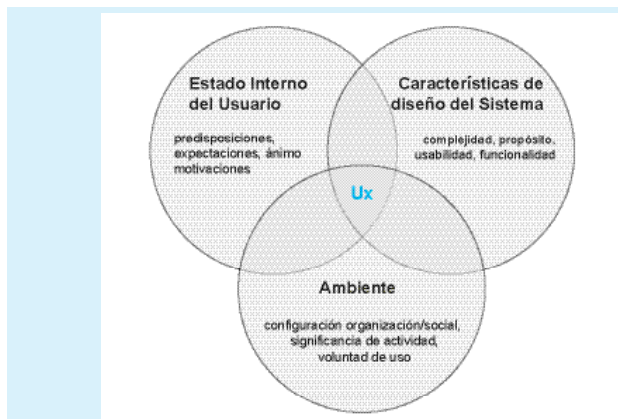 Estado Interno
del Usuario
predisposiciones,
expectaciones, ánimo
motivaciones
Características de
diseño del Sistema
complejidad, propósito,
usabilidad, funcionalidad
Ux
Ambiente
configuración organización/social,
significancia de actividad,
voluntad de uso